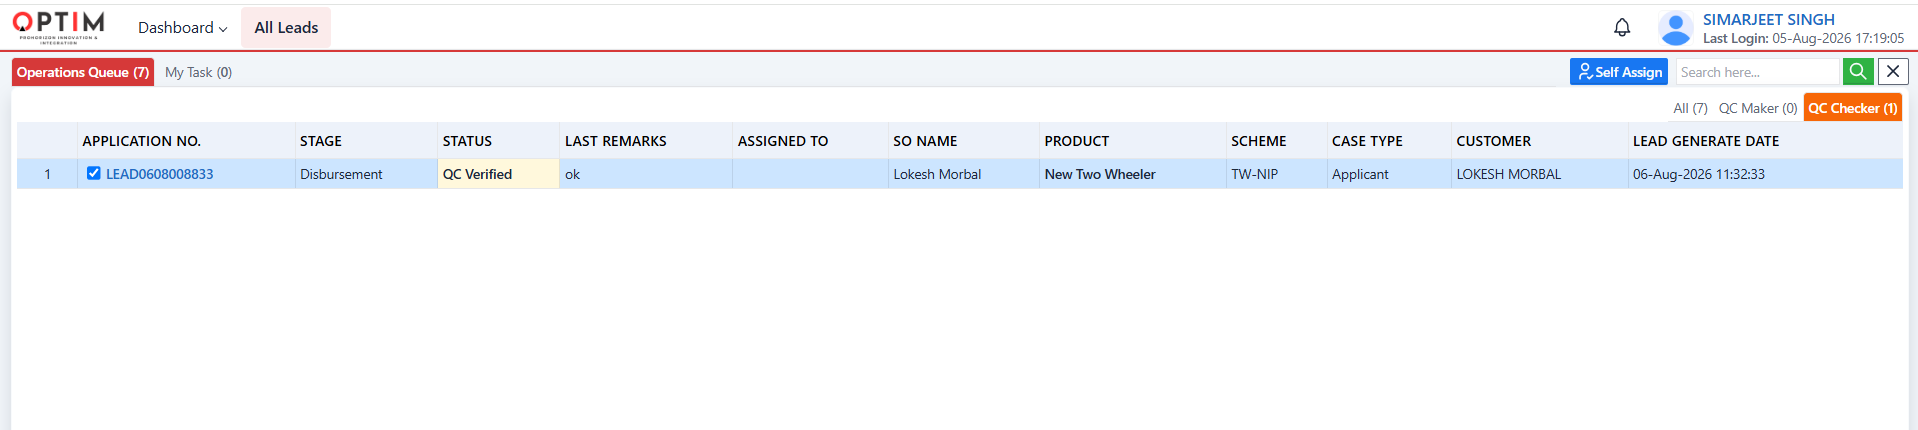 OPTIM
PROHORIZON INNOVATION & INTEGRATION
Dashboard
All Leads
SIMARJEET SINGH
Last Login: 05-Aug-2026 17:19:05
Operations Queue (7)
My Task (0)
Self Assign
Search here...
All (7)
QC Maker (0)
QC Checker (1)
APPLICATION NO. STAGE STATUS LAST REMARKS ASSIGNED TO SO NAME PRODUCT SCHEME CASE TYPE CUSTOMER LEAD GENERATE DATE
1 LEAD0608008833 Disbursement QC Verified ok Lokesh Morbal New Two Wheeler TW-NIP Applicant LOKESH MORBAL 06-Aug-2026 11:32:33